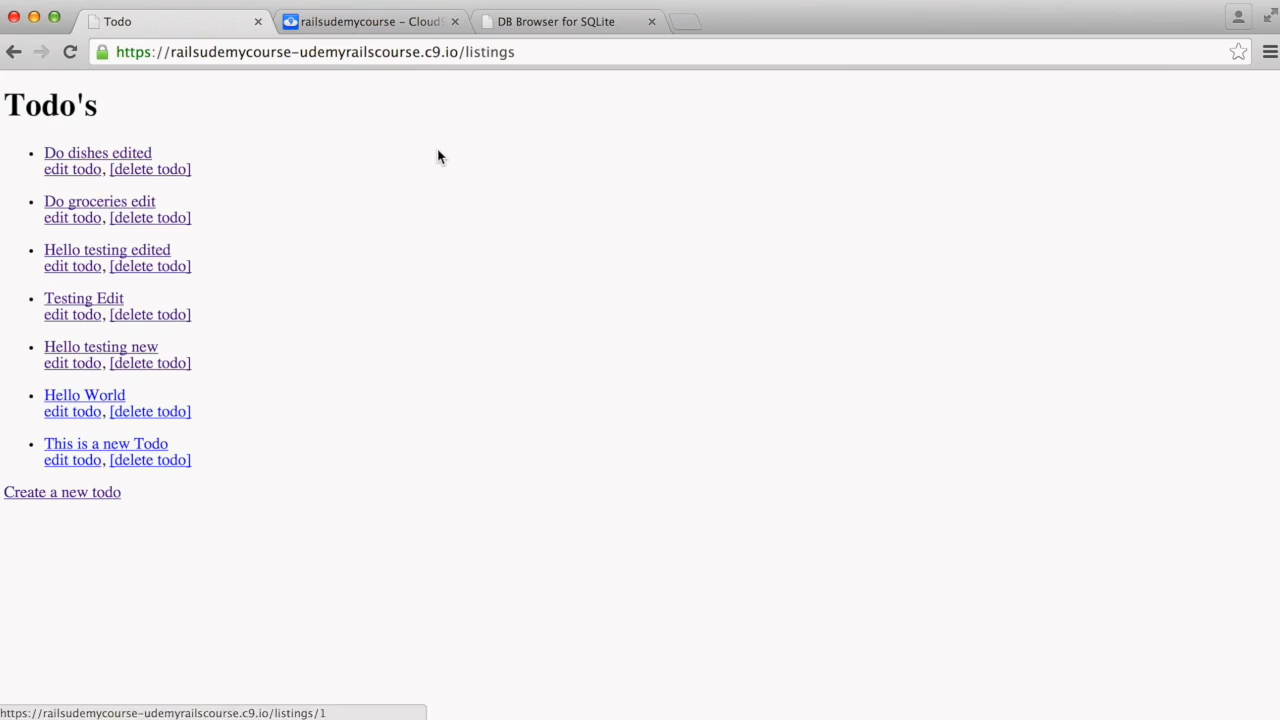 Todo
railsudemycourse – Cloud
DB Browser for SQLite
https://railsudemycourse-udemyrailscourse.c9.io/listings
Todo's
• Do dishes edited
edit todo, [delete todo]
• Do groceries edit
edit todo, [delete todo]
• Hello testing edited
edit todo, [delete todo]
• Testing Edit
edit todo, [delete todo]
• Hello testing new
edit todo, [delete todo]
• Hello World
edit todo, [delete todo]
• This is a new Todo
edit todo, [delete todo]
Create a new todo
https://railsudemycourse-udemyrailscourse.c9.io/listings/1